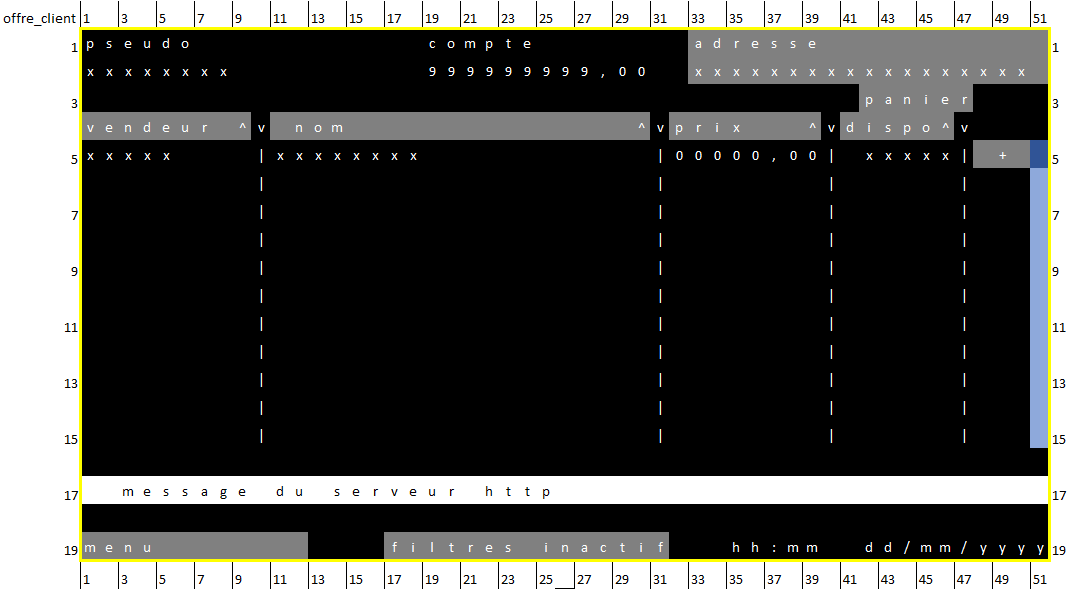 offre_client 1 3 5 7 9 11 13 15 17 19 21 23 25 27 29 31 33 35 37 39 41 43 45 47 49 51
1 pseudo compte adresse 1
xxxxxxxx 999999999,00 xxxxxxxxxxxxxxxxxx
3 panier 3
vendeur ^ v nom ^ v prix ^ v dispo^ v
5 xxxxx | xxxxxxxx | 00000,00 | xxxxx | + 5
| | | |
7 | | | | 7
| | | |
9 | | | | 9
| | | |
11 | | | | 11
| | | |
13 | | | | 13
| | | |
15 | | | | 15
17 message du serveur http 17
19 menu filtres inactif hh:mm dd/mm/yyyy 19
1 3 5 7 9 11 13 15 17 19 21 23 25 27 29 31 33 35 37 39 41 43 45 47 49 51